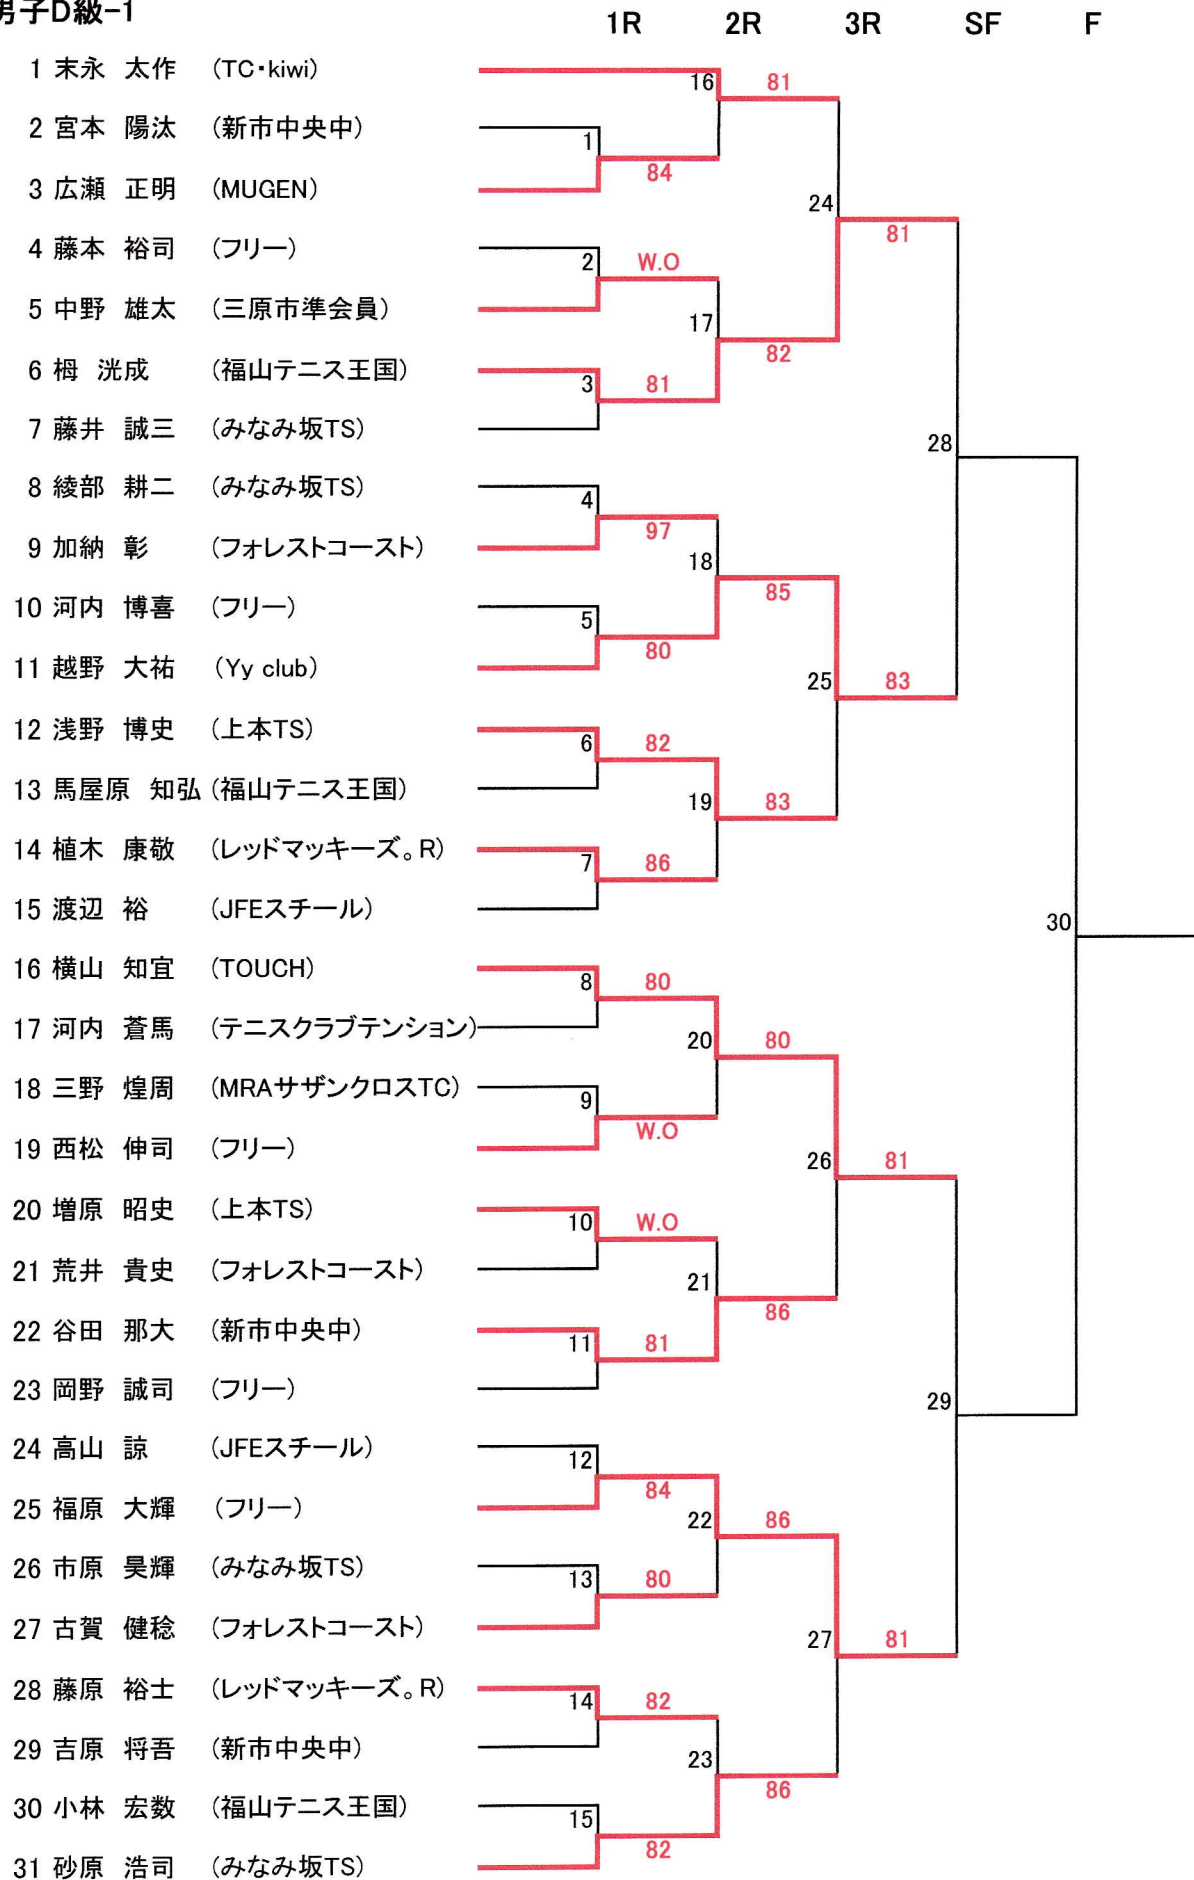 男子D級-1
1R 2R 3R SF F
1 末永 太作 (TC・kiwi)
16 81
2 宮本 陽汰 (新市中央中)
1
84
3 広瀬 正明 (MUGEN)
24
81
4 藤本 裕司 (フリー)
2 W.O
5 中野 雄太 (三原市準会員)
17
82
6 栂 洸成 (福山テニス王国)
3 81
7 藤井 誠三 (みなみ坂TS)
28
8 綾部 耕二 (みなみ坂TS)
4
97
9 加納 彰 (フォレストコースト)
18
85
10 河内 博喜 (フリー)
5
80
11 越野 大祐 (Yy club)
25 83
12 浅野 博史 (上本TS)
6 82
13 馬屋原 知弘 (福山テニス王国)
19 83
14 植木 康敬 (レッドマッキーズ。R)
7 86
15 渡辺 裕 (JFEスチール)
30
16 横山 知宜 (TOUCH)
8 80
17 河内 蒼馬 (テニスクラブテンション)
20 80
18 三野 煌周 (MRAサザンクロスTC)
9
W.O
19 西松 伸司 (フリー)
26 81
20 増原 昭史 (上本TS)
10 W.O
21 荒井 貴史 (フォレストコースト)
21
86
22 谷田 那大 (新市中央中)
11 81
23 岡野 誠司 (フリー)
29
24 高山 諒 (JFEスチール)
12
84
25 福原 大輝 (フリー)
22 86
26 市原 昊輝 (みなみ坂TS)
13 80
27 古賀 健稔 (フォレストコースト)
27 81
28 藤原 裕士 (レッドマッキーズ。R)
14 82
29 吉原 将吾 (新市中央中)
23
86
30 小林 宏数 (福山テニス王国)
15
82
31 砂原 浩司 (みなみ坂TS)